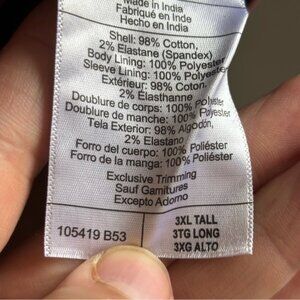 Made in India
Fabriqué en Inde
Hecho en India
Shell: 98% Cotton,
2% Elastane (Spandex)
Body Lining: 100% Polyester
Sleeve Lining: 100% Polyester
Extérieur: 98% Coton,
2% Élasthanne
Doublure de corps: 100% Polyester
Doublure de manche: 100% Polyester
Tela Exterior: 98% Algodón,
2% Elastano
Forro del cuerpo: 100% Poliéster
Forro de la manga: 100% Poliéster
Exclusive Trimming
Sauf Garnitures
Excepto Adorno
105419 B53
3XL TALL
3TG LONG
3XG ALTO